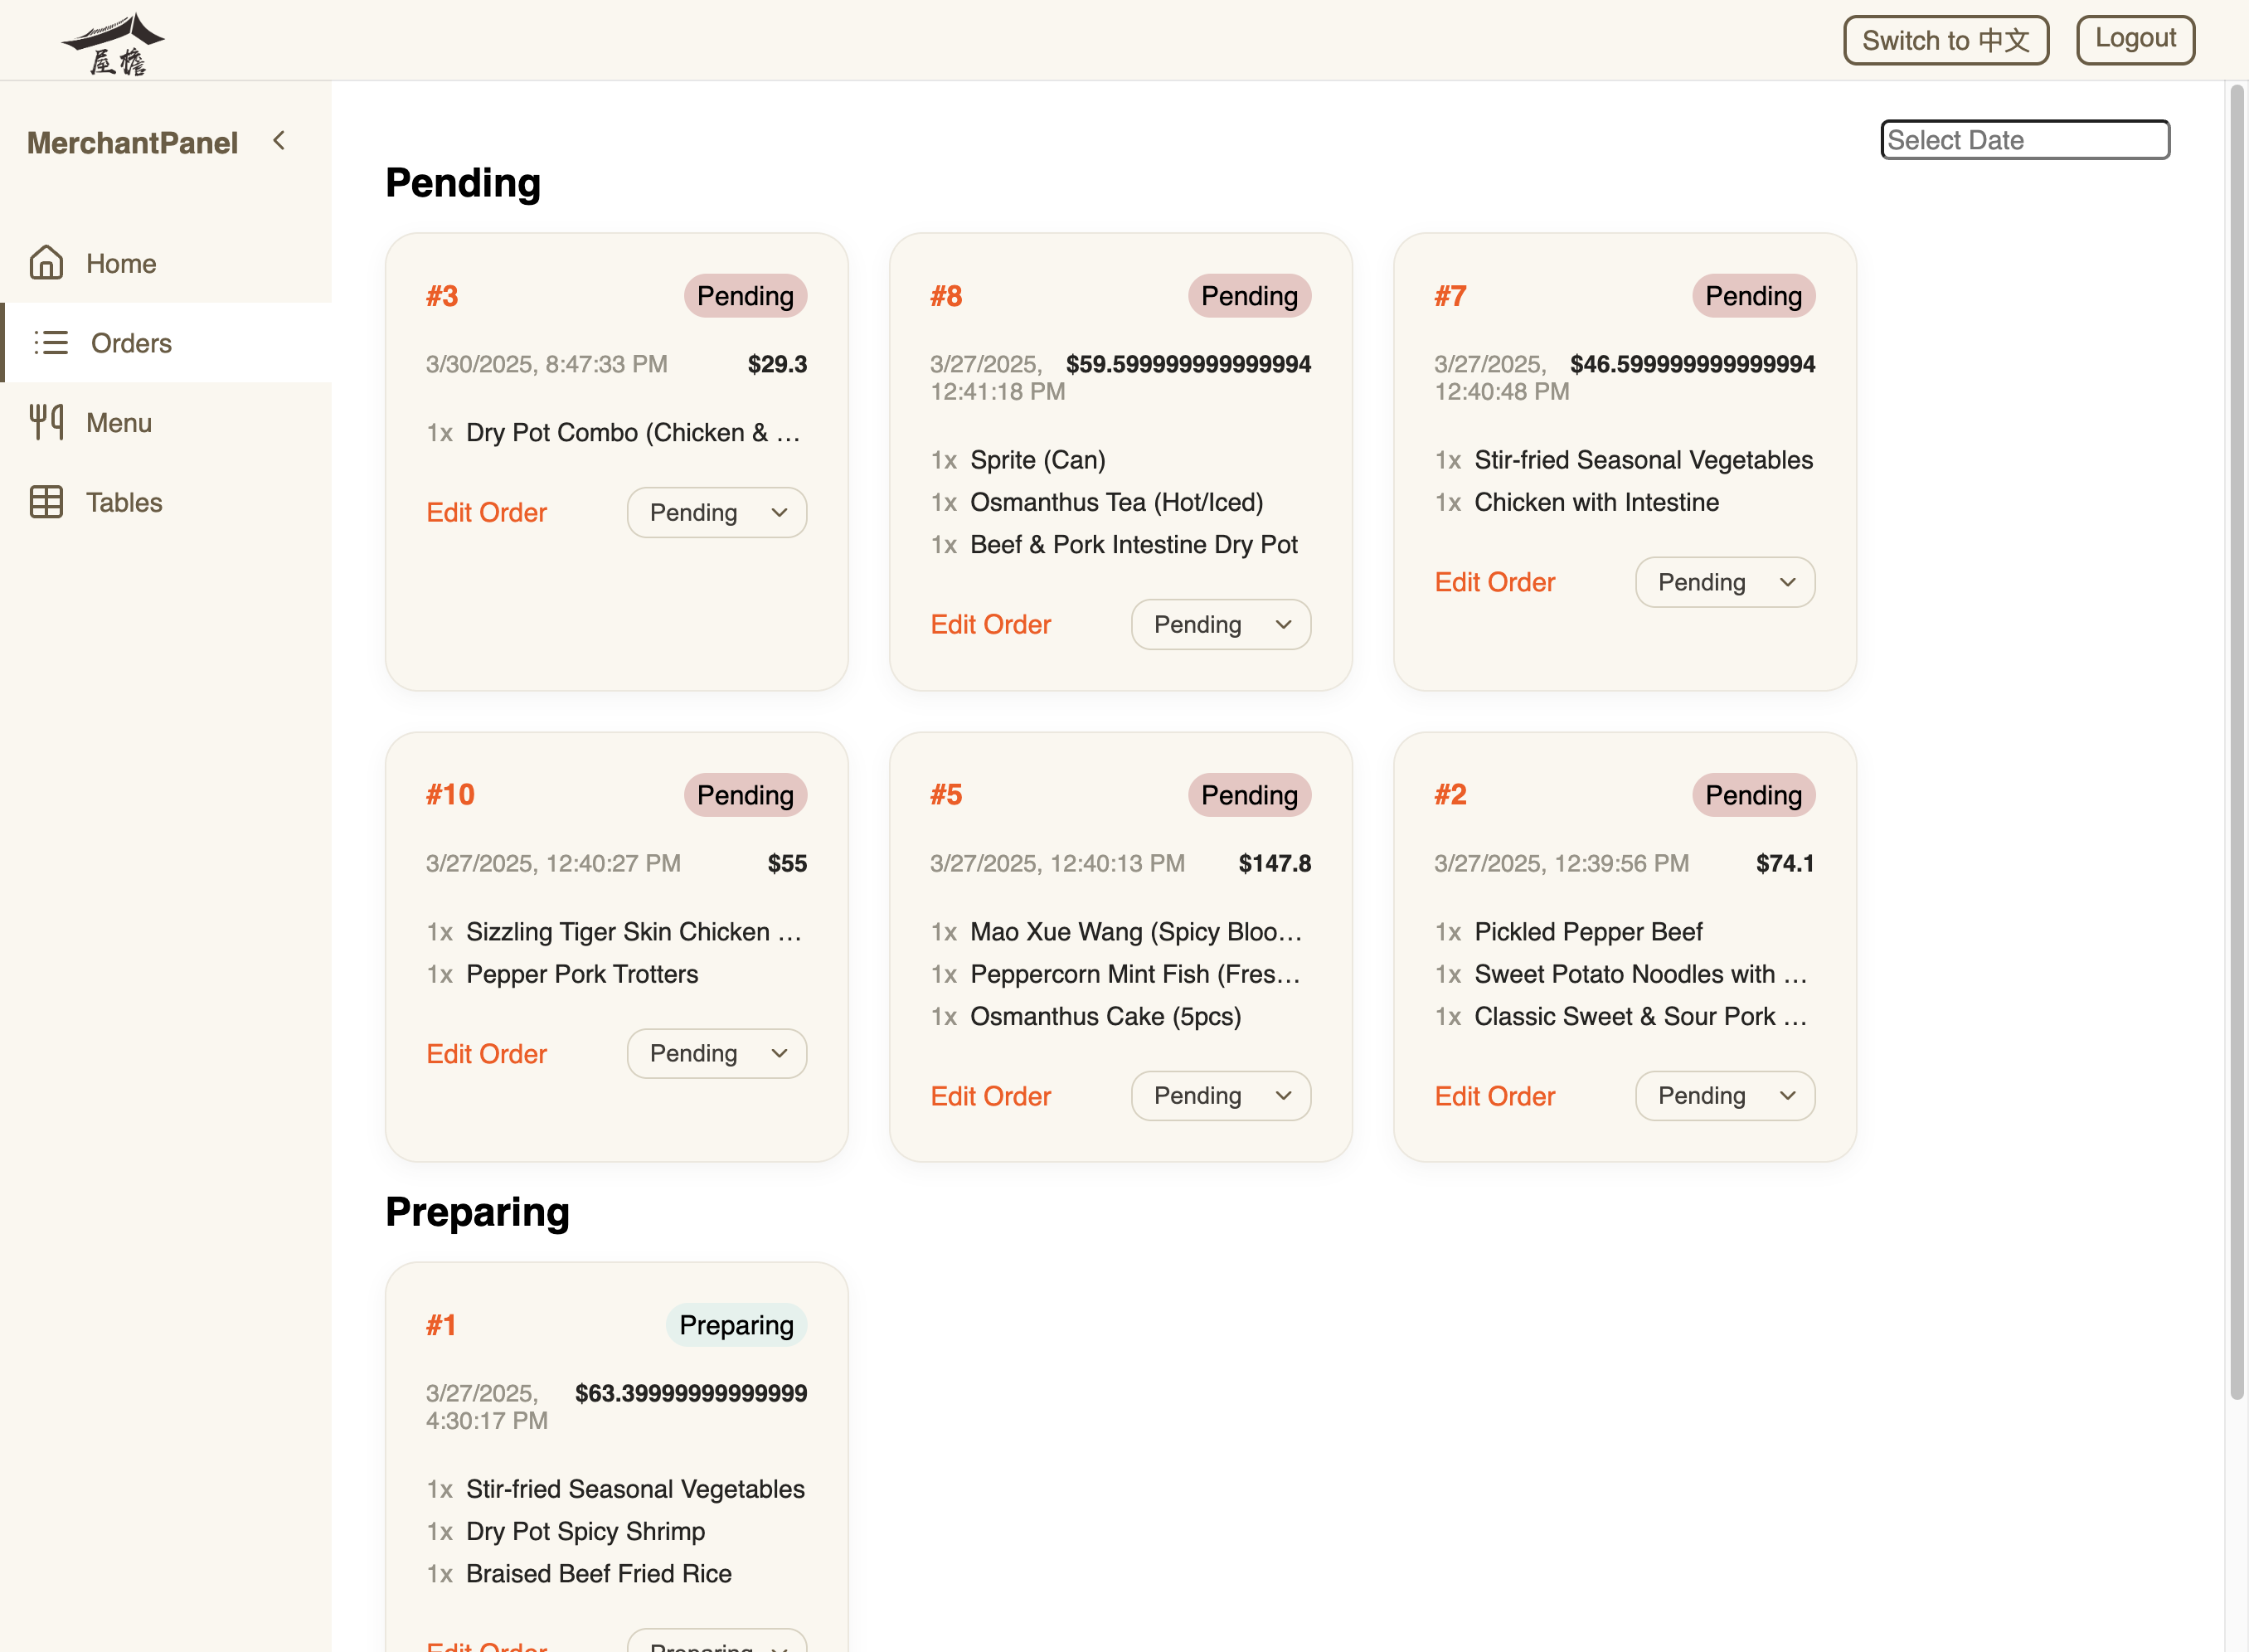 屋檐
Switch to 中文
Logout
MerchantPanel
Home
Orders
Menu
Tables
Select Date
Pending
#3
Pending
3/30/2025, 8:47:33 PM
$29.3
1x Dry Pot Combo (Chicken & …
Edit Order
Pending
#8
Pending
3/27/2025,
12:41:18 PM
$59.599999999999994
1x Sprite (Can)
1x Osmanthus Tea (Hot/Iced)
1x Beef & Pork Intestine Dry Pot
Edit Order
Pending
#7
Pending
3/27/2025,
12:40:48 PM
$46.599999999999994
1x Stir-fried Seasonal Vegetables
1x Chicken with Intestine
Edit Order
Pending
#10
Pending
3/27/2025, 12:40:27 PM
$55
1x Sizzling Tiger Skin Chicken …
1x Pepper Pork Trotters
Edit Order
Pending
#5
Pending
3/27/2025, 12:40:13 PM
$147.8
1x Mao Xue Wang (Spicy Bloo…
1x Peppercorn Mint Fish (Fres…
1x Osmanthus Cake (5pcs)
Edit Order
Pending
#2
Pending
3/27/2025, 12:39:56 PM
$74.1
1x Pickled Pepper Beef
1x Sweet Potato Noodles with …
1x Classic Sweet & Sour Pork …
Edit Order
Pending
Preparing
#1
Preparing
3/27/2025,
4:30:17 PM
$63.39999999999999
1x Stir-fried Seasonal Vegetables
1x Dry Pot Spicy Shrimp
1x Braised Beef Fried Rice
Edit Order
Preparing